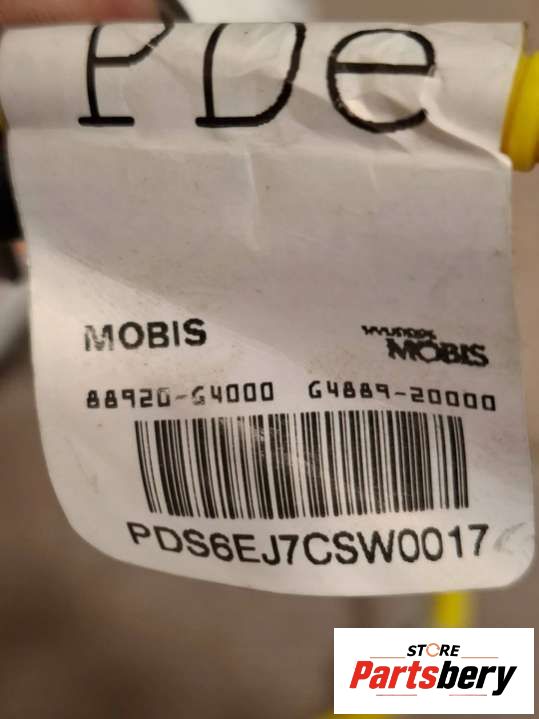 PDe
MOBIS
HYUNDAI
MOBIS
88920-G4000 G4889-20000
PDS6EJ7CSW0017
STORE
Partsbery